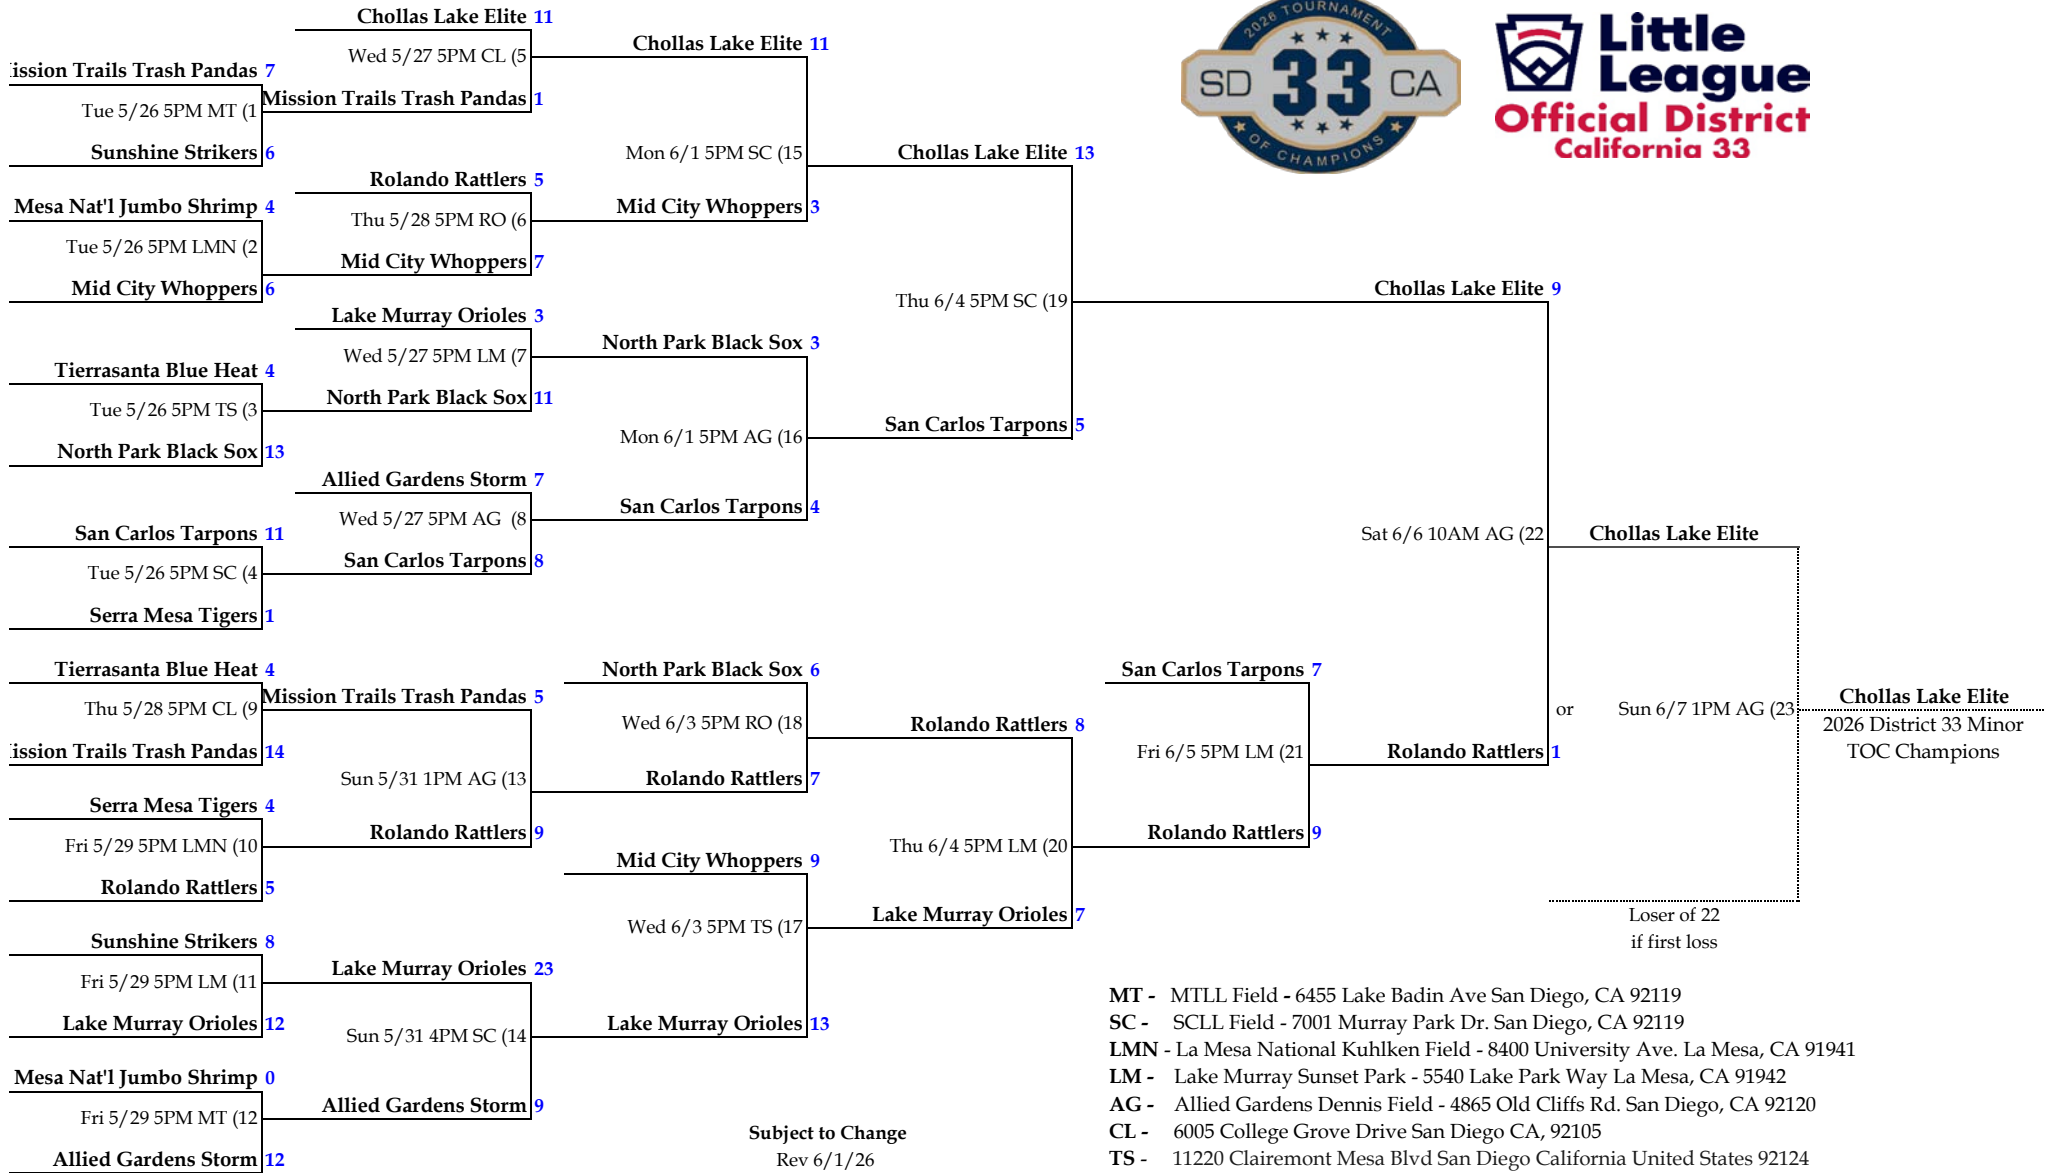 Chollas Lake Elite 11
Wed 5/27 5PM CL (5
ission Trails Trash Pandas 7
Mission Trails Trash Pandas 1
Tue 5/26 5PM MT (1
Sunshine Strikers 6
Chollas Lake Elite 11
Mon 6/1 5PM SC (15
Rolando Rattlers 5
Thu 5/28 5PM RO (6
Mesa Nat'l Jumbo Shrimp 4
Tue 5/26 5PM LMN (2
Mid City Whoppers 6
Mid City Whoppers 7
Mid City Whoppers 3
Chollas Lake Elite 13
Thu 6/4 5PM SC (19
Lake Murray Orioles 3
Wed 5/27 5PM LM (7
North Park Black Sox 11
North Park Black Sox 3
Tierrasanta Blue Heat 4
Tue 5/26 5PM TS (3
North Park Black Sox 13
Mon 6/1 5PM AG (16
San Carlos Tarpons 5
Allied Gardens Storm 7
Wed 5/27 5PM AG (8
San Carlos Tarpons 8
San Carlos Tarpons 4
San Carlos Tarpons 11
Tue 5/26 5PM SC (4
Serra Mesa Tigers 1
Chollas Lake Elite 9
Sat 6/6 10AM AG (22
Chollas Lake Elite
Tierrasanta Blue Heat 4
Thu 5/28 5PM CL (9
ission Trails Trash Pandas 14
Mission Trails Trash Pandas 5
Sun 5/31 1PM AG (13
Rolando Rattlers 9
Serra Mesa Tigers 4
Fri 5/29 5PM LMN (10
Rolando Rattlers 5
North Park Black Sox 6
Wed 6/3 5PM RO (18
Rolando Rattlers 7
Rolando Rattlers 8
Thu 6/4 5PM LM (20
Lake Murray Orioles 7
Mid City Whoppers 9
Wed 6/3 5PM TS (17
Lake Murray Orioles 13
Sunshine Strikers 8
Fri 5/29 5PM LM (11
Lake Murray Orioles 12
Lake Murray Orioles 23
Sun 5/31 4PM SC (14
Allied Gardens Storm 9
Mesa Nat'l Jumbo Shrimp 0
Fri 5/29 5PM MT (12
Allied Gardens Storm 12
San Carlos Tarpons 7
Fri 6/5 5PM LM (21
Rolando Rattlers 9
Rolando Rattlers 1
or
Sun 6/7 1PM AG (23
Chollas Lake Elite
2026 District 33 Minor
TOC Champions
Loser of 22
if first loss
2026 TOURNAMENT
SD 33 CA
OF CHAMPIONS
Little
League
Official District
California 33
MT - MTLL Field - 6455 Lake Badin Ave San Diego, CA 92119
SC - SCLL Field - 7001 Murray Park Dr. San Diego, CA 92119
LMN - La Mesa National Kuhlken Field - 8400 University Ave. La Mesa, CA 91941
LM - Lake Murray Sunset Park - 5540 Lake Park Way La Mesa, CA 91942
AG - Allied Gardens Dennis Field - 4865 Old Cliffs Rd. San Diego, CA 92120
CL - 6005 College Grove Drive San Diego CA, 92105
TS - 11220 Clairemont Mesa Blvd San Diego California United States 92124
Subject to Change
Rev 6/1/26